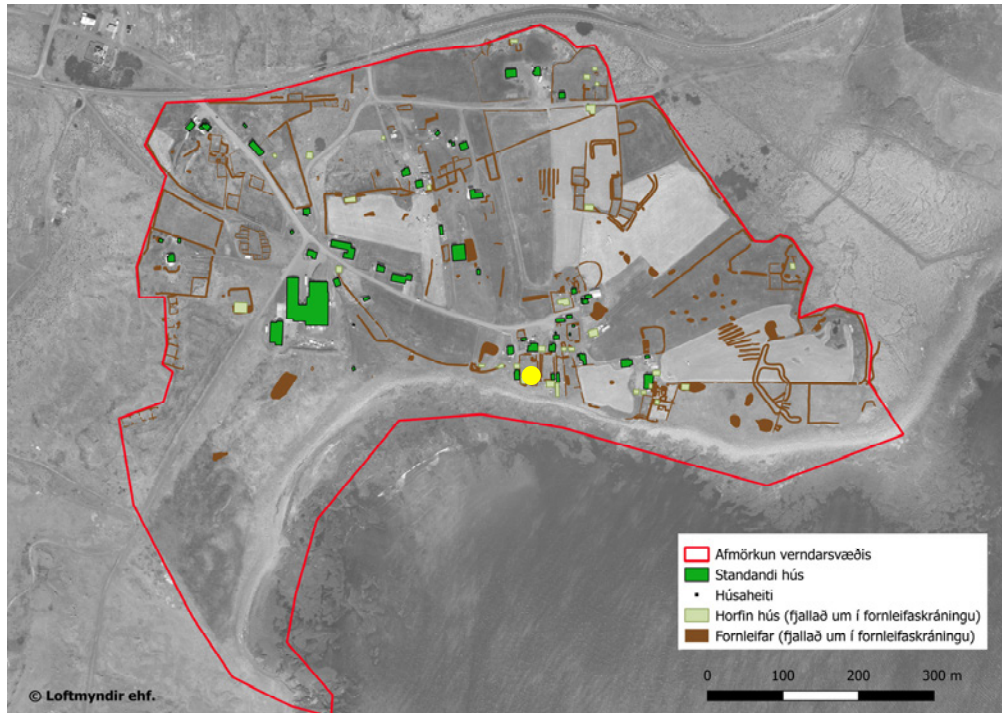 Afmörkun verndarsvæðis
Standandi hús
Húsaheiti
Horfin hús (fjallað um í fornleifaskráningu)
Fornleifar (fjallað um í fornleifaskráningu)
0 100 200 300 m
© Loftmyndir ehf.